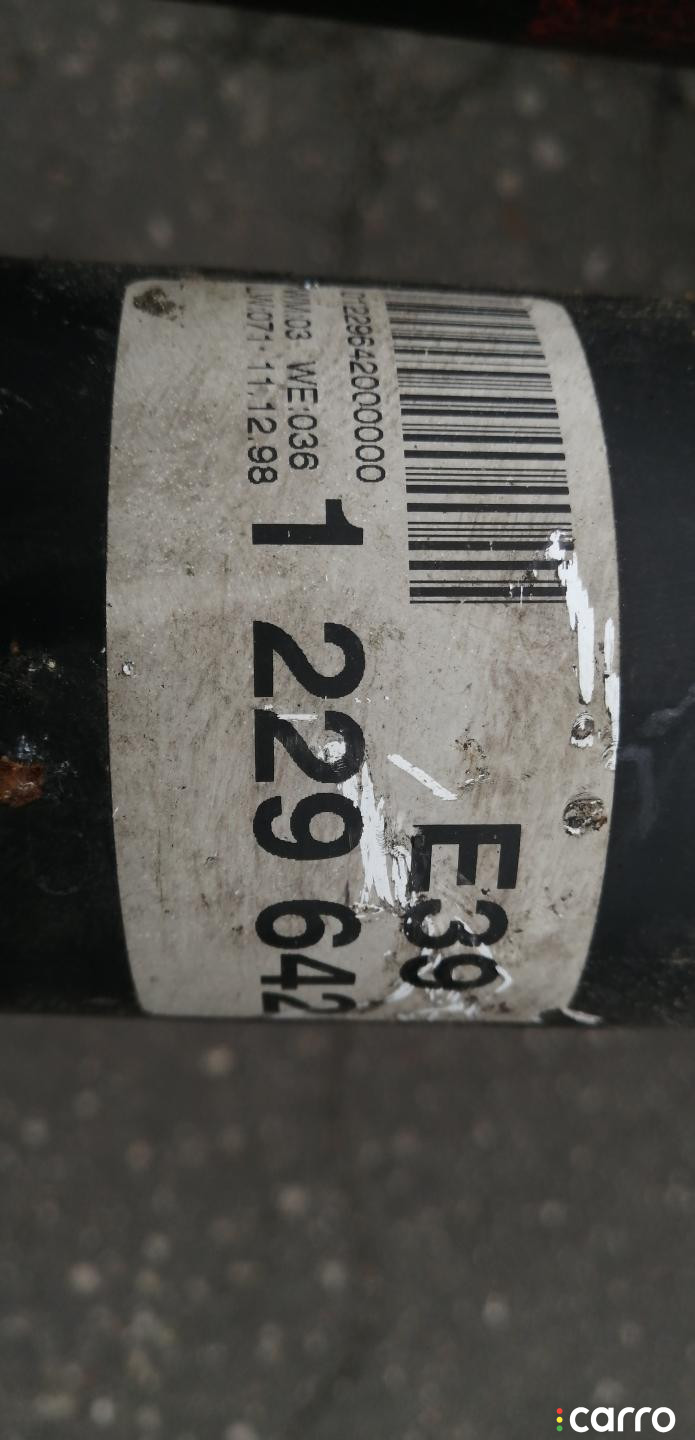 E39
1229642000000
WE:036
11.12.98
1 229 642
carro